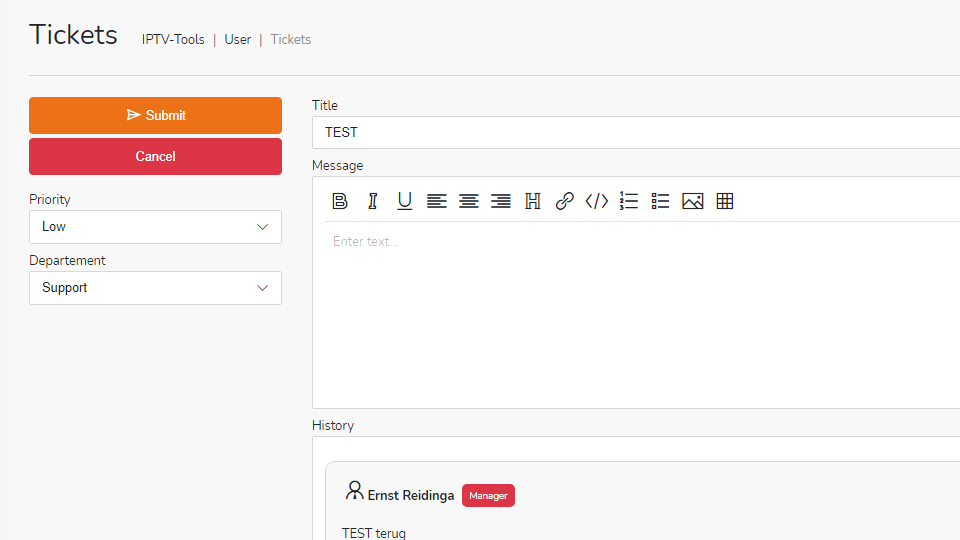 Tickets
IPTV-Tools | User | Tickets
Submit
Cancel
Priority
Low
Departement
Support
Title
TEST
Message
Enter text...
History
Ernst Reidinga Manager
TEST terug